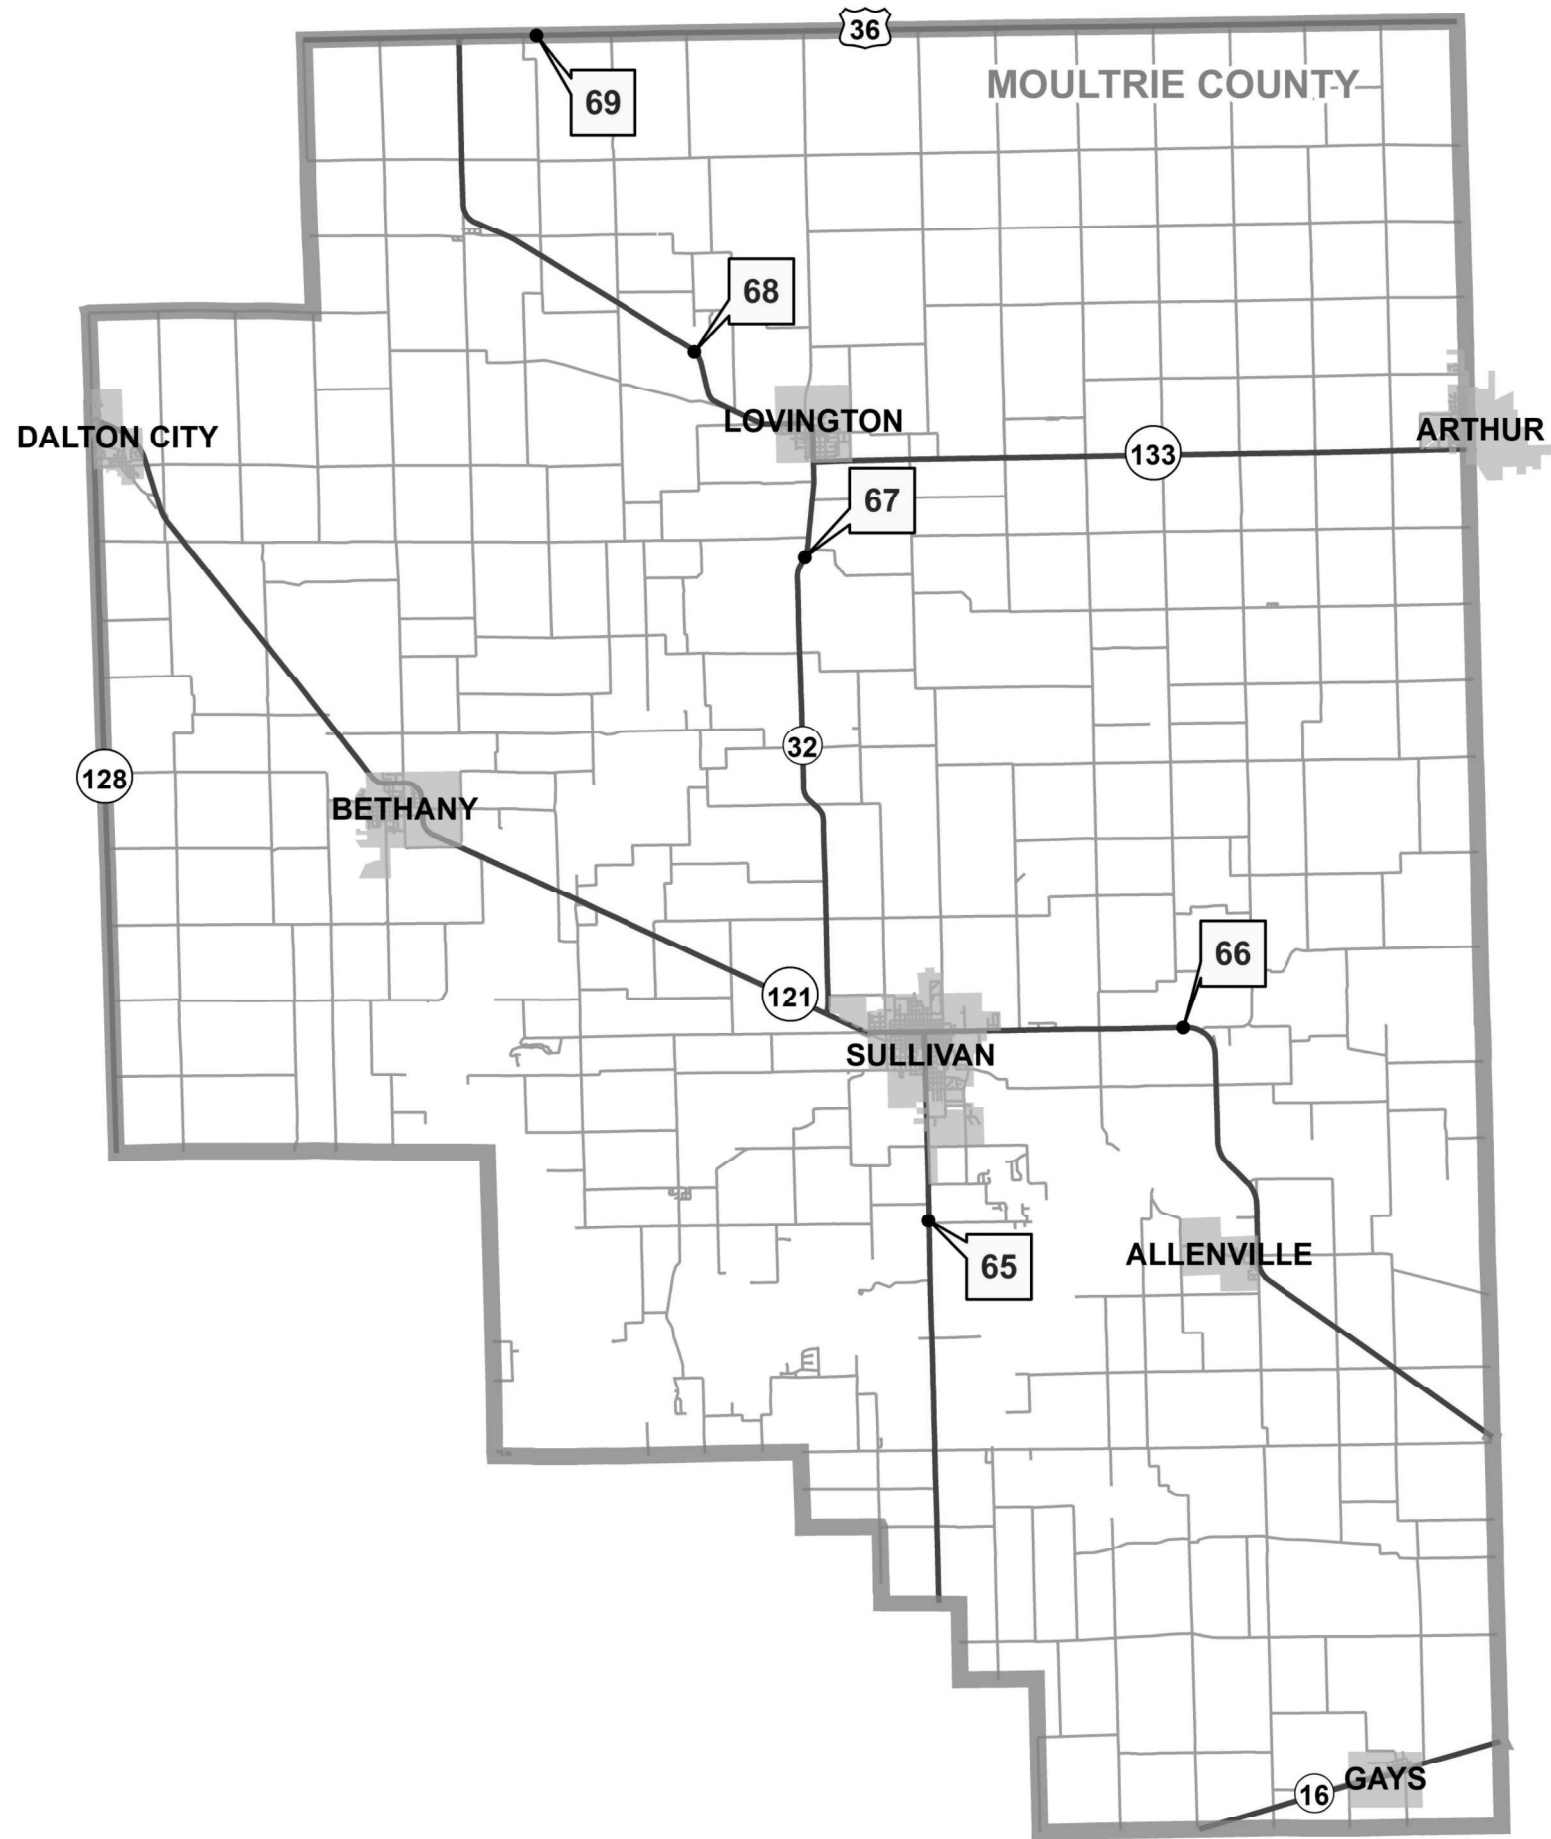 36
MOULTRIE COUNTY
69
68
LOVINGTON
DALTON CITY
ARTHUR
133
67
32
128
BETHANY
66
121
SULLIVAN
65
ALLENVILLE
GAYS
16